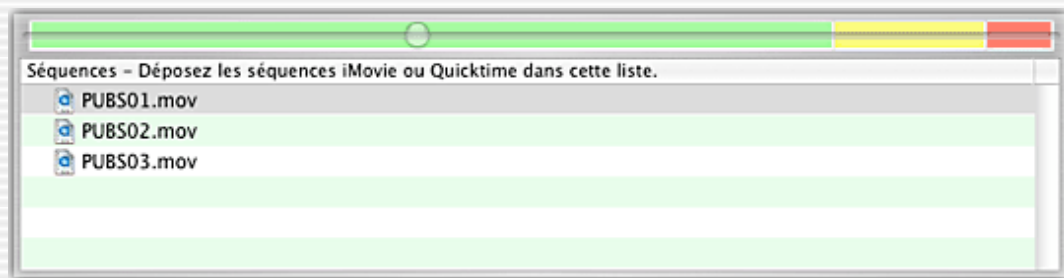 Séquences – Déposez les séquences iMovie ou Quicktime dans cette liste.
PUBS01.mov
PUBS02.mov
PUBS03.mov